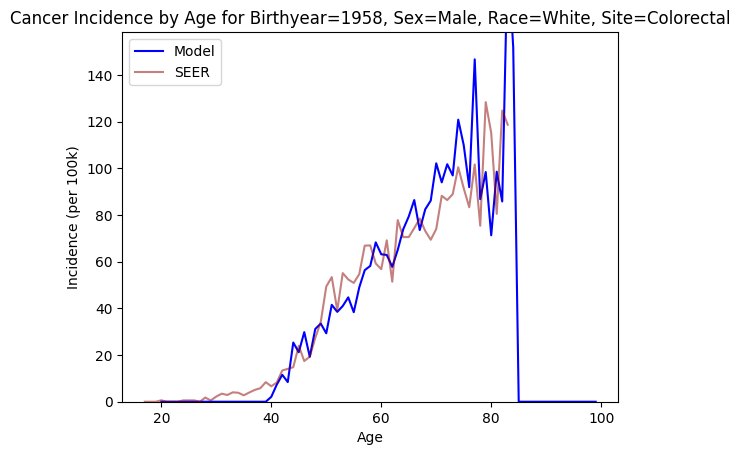 Cancer Incidence by Age for Birthyear=1958, Sex=Male, Race=White, Site=Colorectal
Model
SEER
Incidence (per 100k)
140
120
100
80
60
40
20
0
20
40
60
80
100
Age